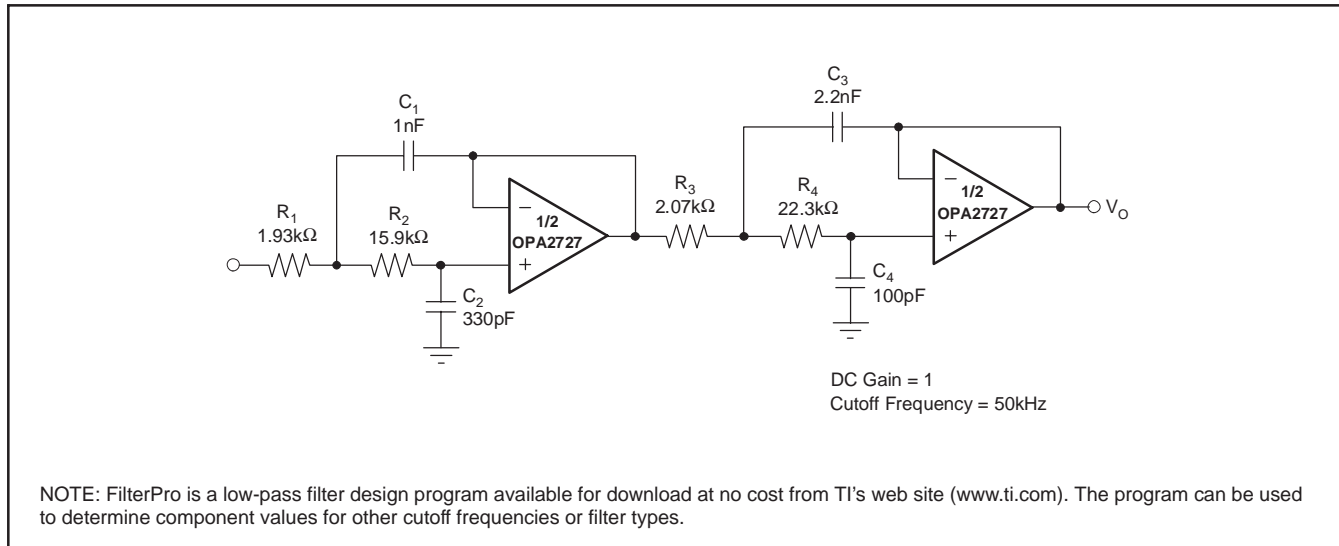 C3
2.2nF
C1
1nF
R3
2.07kΩ
R4
22.3kΩ
−
1/2
OPA2727
+
VO
R1
1.93kΩ
R2
15.9kΩ
−
1/2
OPA2727
+
C2
330pF
C4
100pF
DC Gain = 1
Cutoff Frequency = 50kHz
NOTE: FilterPro is a low-pass filter design program available for download at no cost from TI's web site (www.ti.com). The program can be used
to determine component values for other cutoff frequencies or filter types.